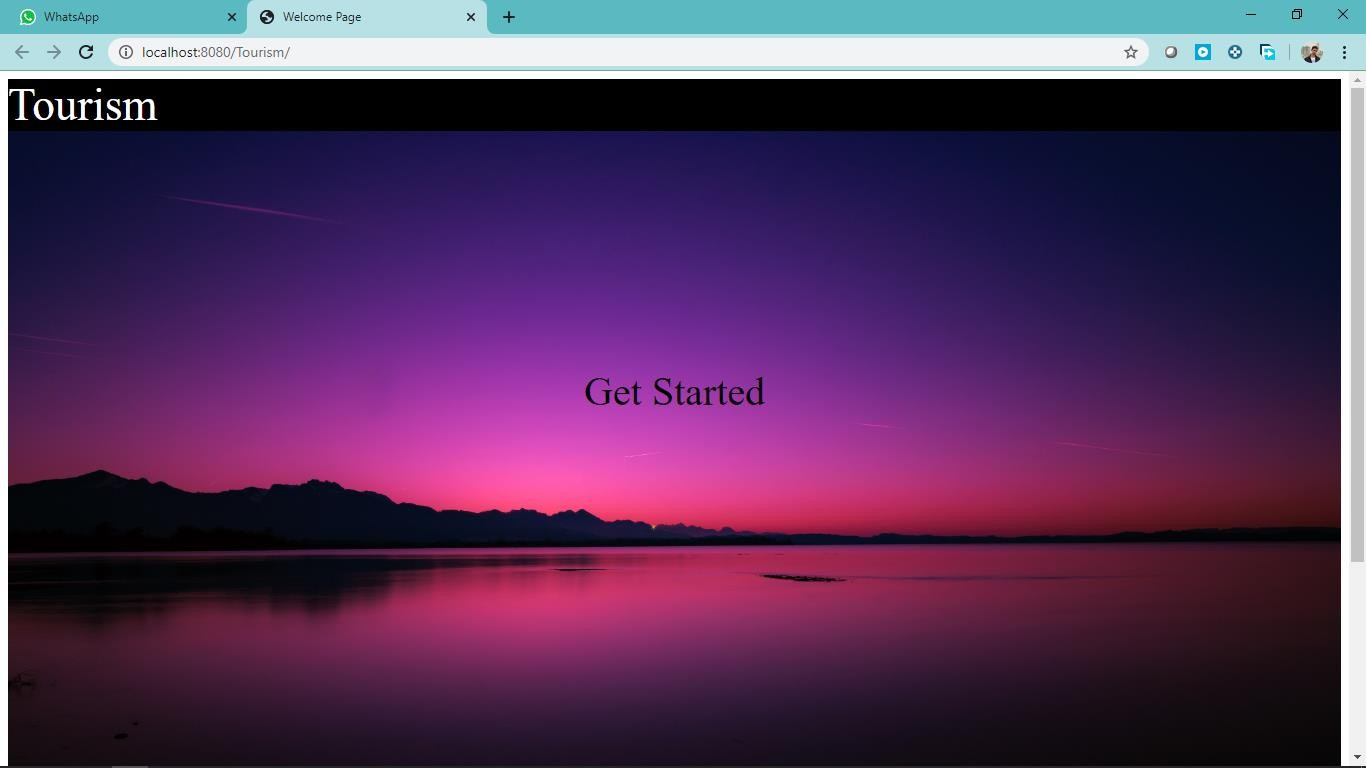 WhatsApp
Welcome Page
localhost:8080/Tourism/
Tourism
Get Started